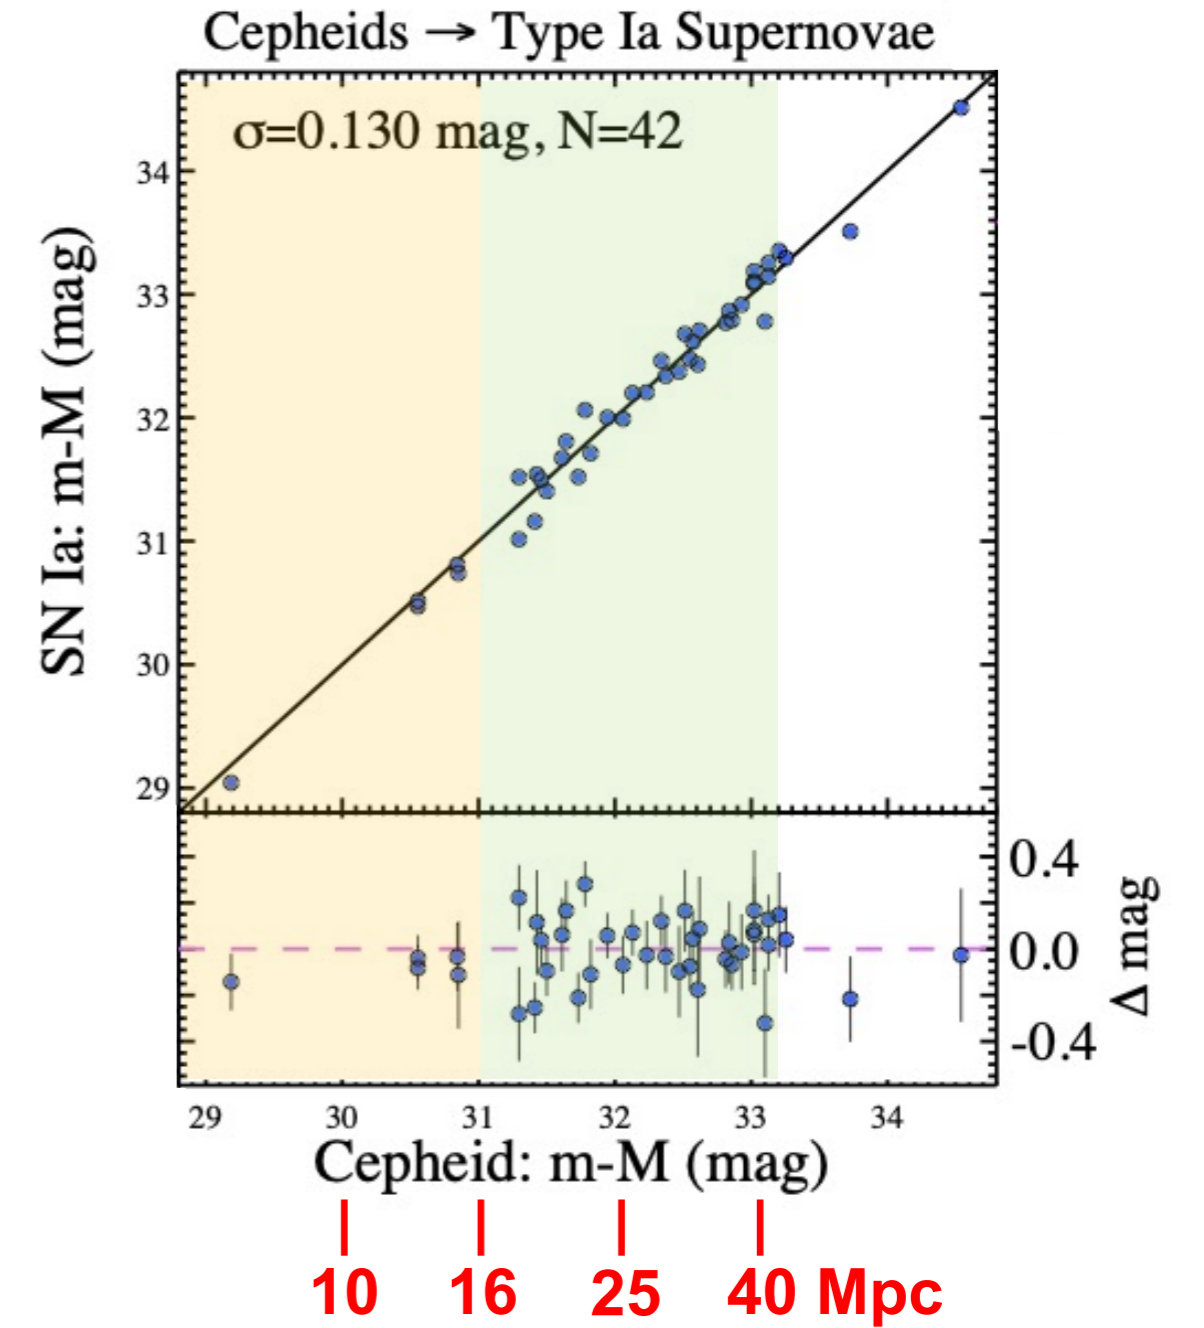 Cepheids → Type Ia Supernovae
σ=0.130 mag, N=42
SN Ia: m-M (mag)
34
33
32
31
30
29
0.4
0.0
-0.4
Δ mag
29 30 31 32 33 34
Cepheid: m-M (mag)
10 16 25 40 Mpc